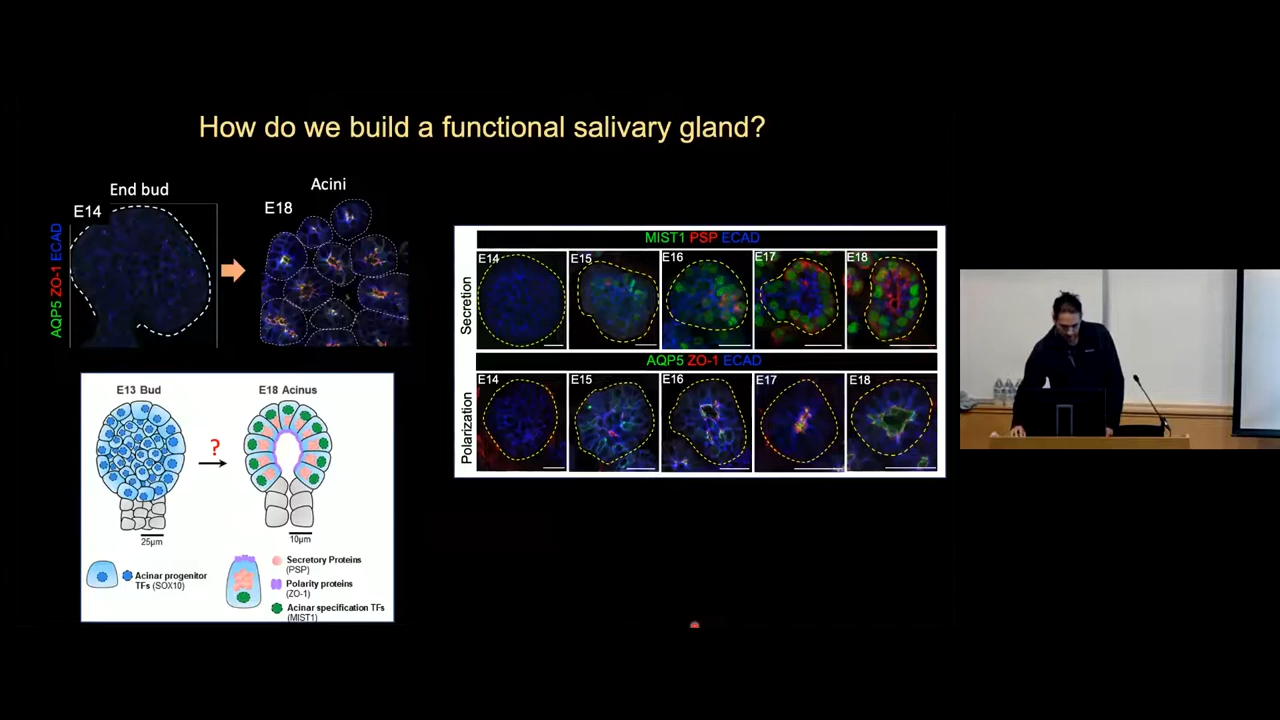 How do we build a functional salivary gland?
End bud
Acini
E14
E18
AQP5 ZO-1 ECAD
MIST1 PSP ECAD
Secretion
E14
E15
E16
E17
E18
AQP5 ZO-1 ECAD
Polarization
E14
E15
E16
E17
E18
E13 Bud
E18 Acinus
?
25µm
10µm
Acinar progenitor
TFs (SOX10)
Secretory Proteins
(PSP)
Polarity proteins
(ZO-1)
Acinar specification TFs
(MIST1)